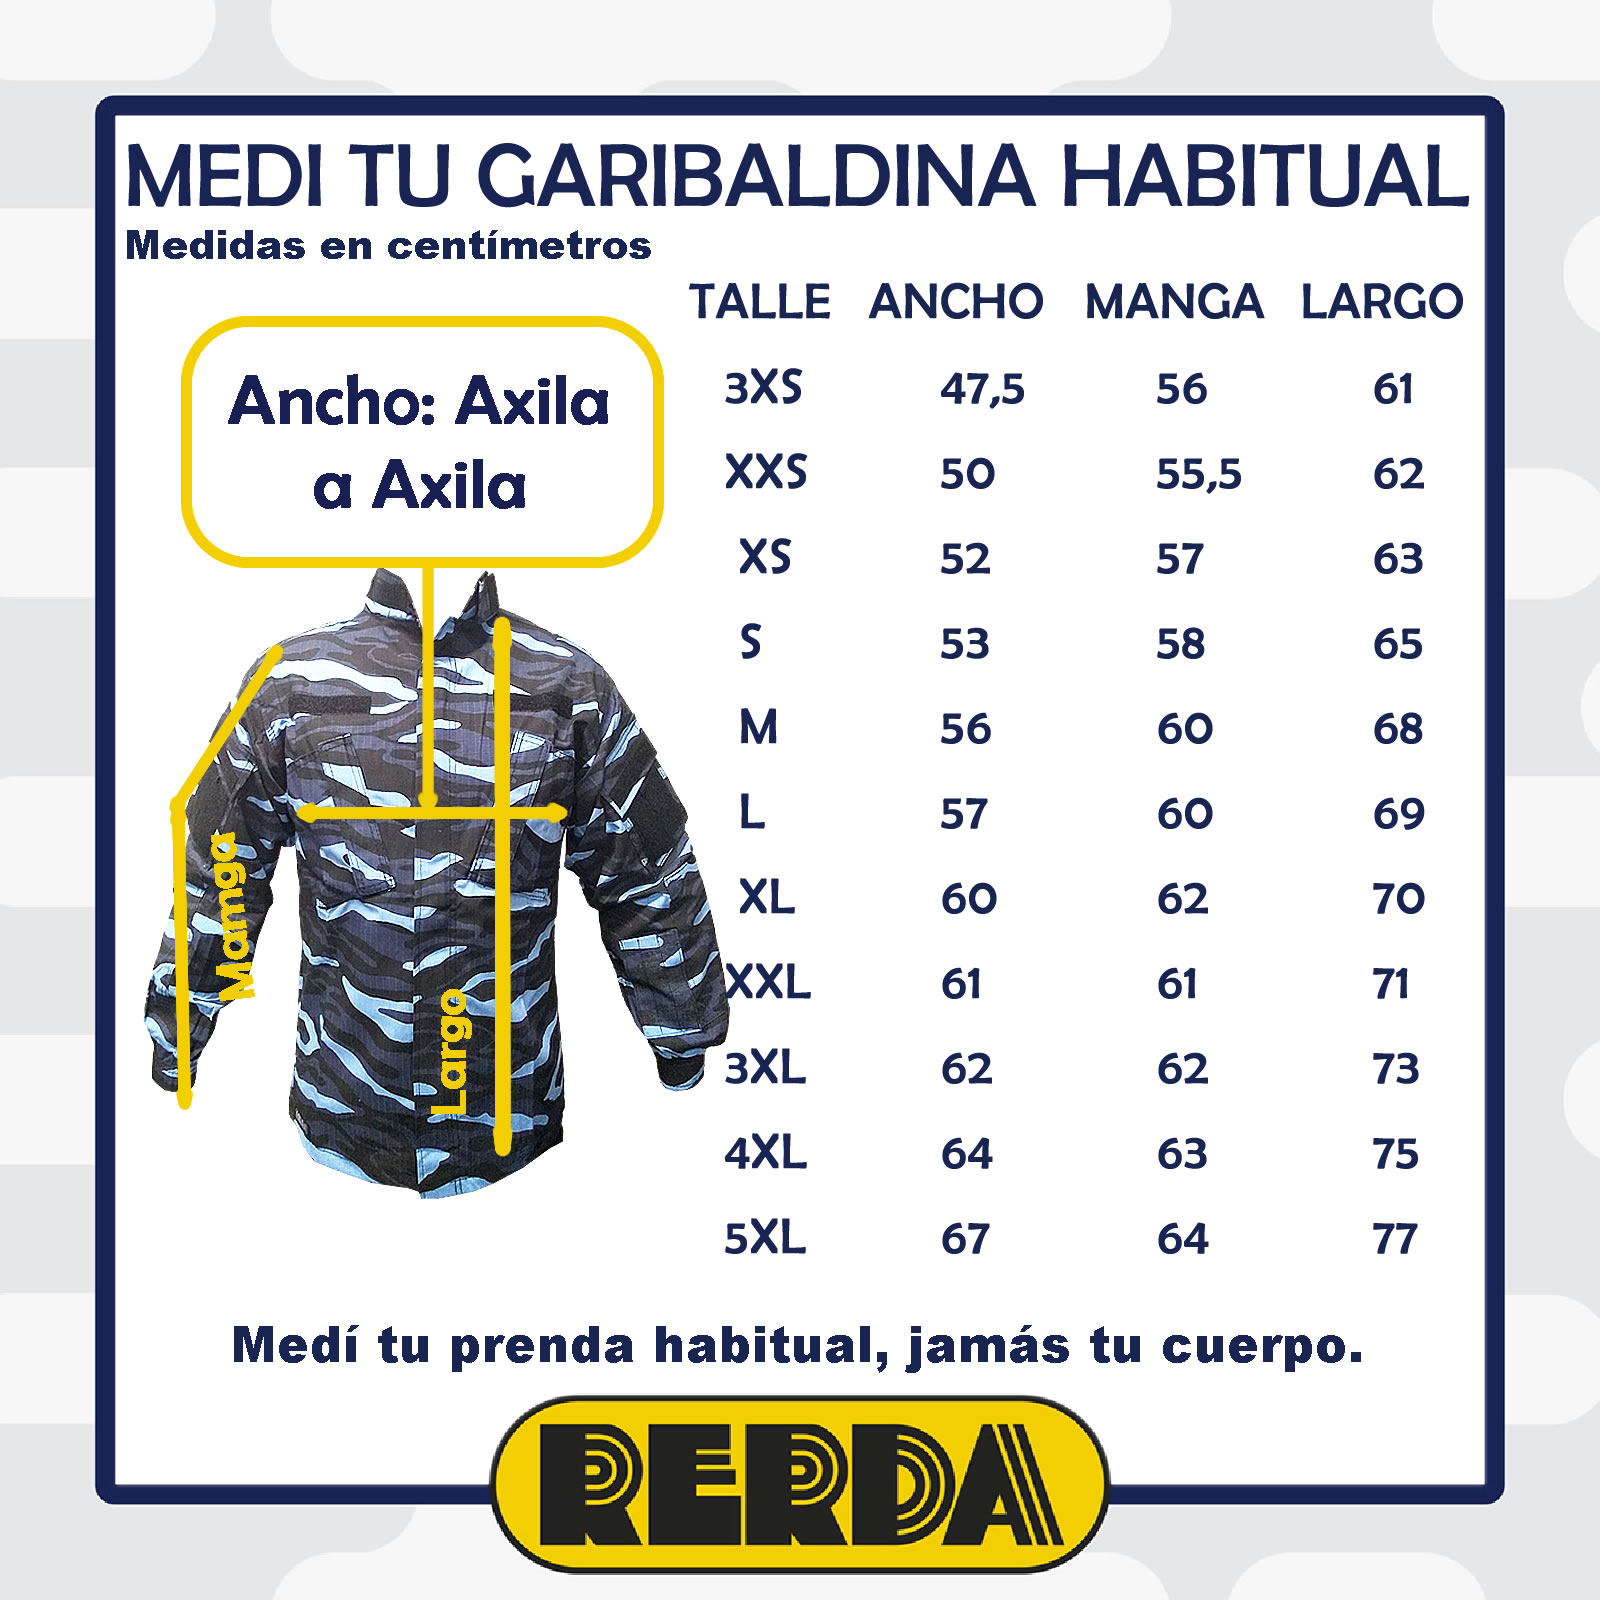 MEDI TU GARIBALDINA HABITUAL
Medidas en centímetros
TALLE ANCHO MANGA LARGO
Ancho: Axila
a Axila
3XS 47,5 56 61
XXS 50 55,5 62
XS 52 57 63
S 53 58 65
M 56 60 68
L 57 60 69
XL 60 62 70
XXL 61 61 71
3XL 62 62 73
4XL 64 63 75
5XL 67 64 77
Mamga
Largo
Medí tu prenda habitual, jamás tu cuerpo.
RERDA